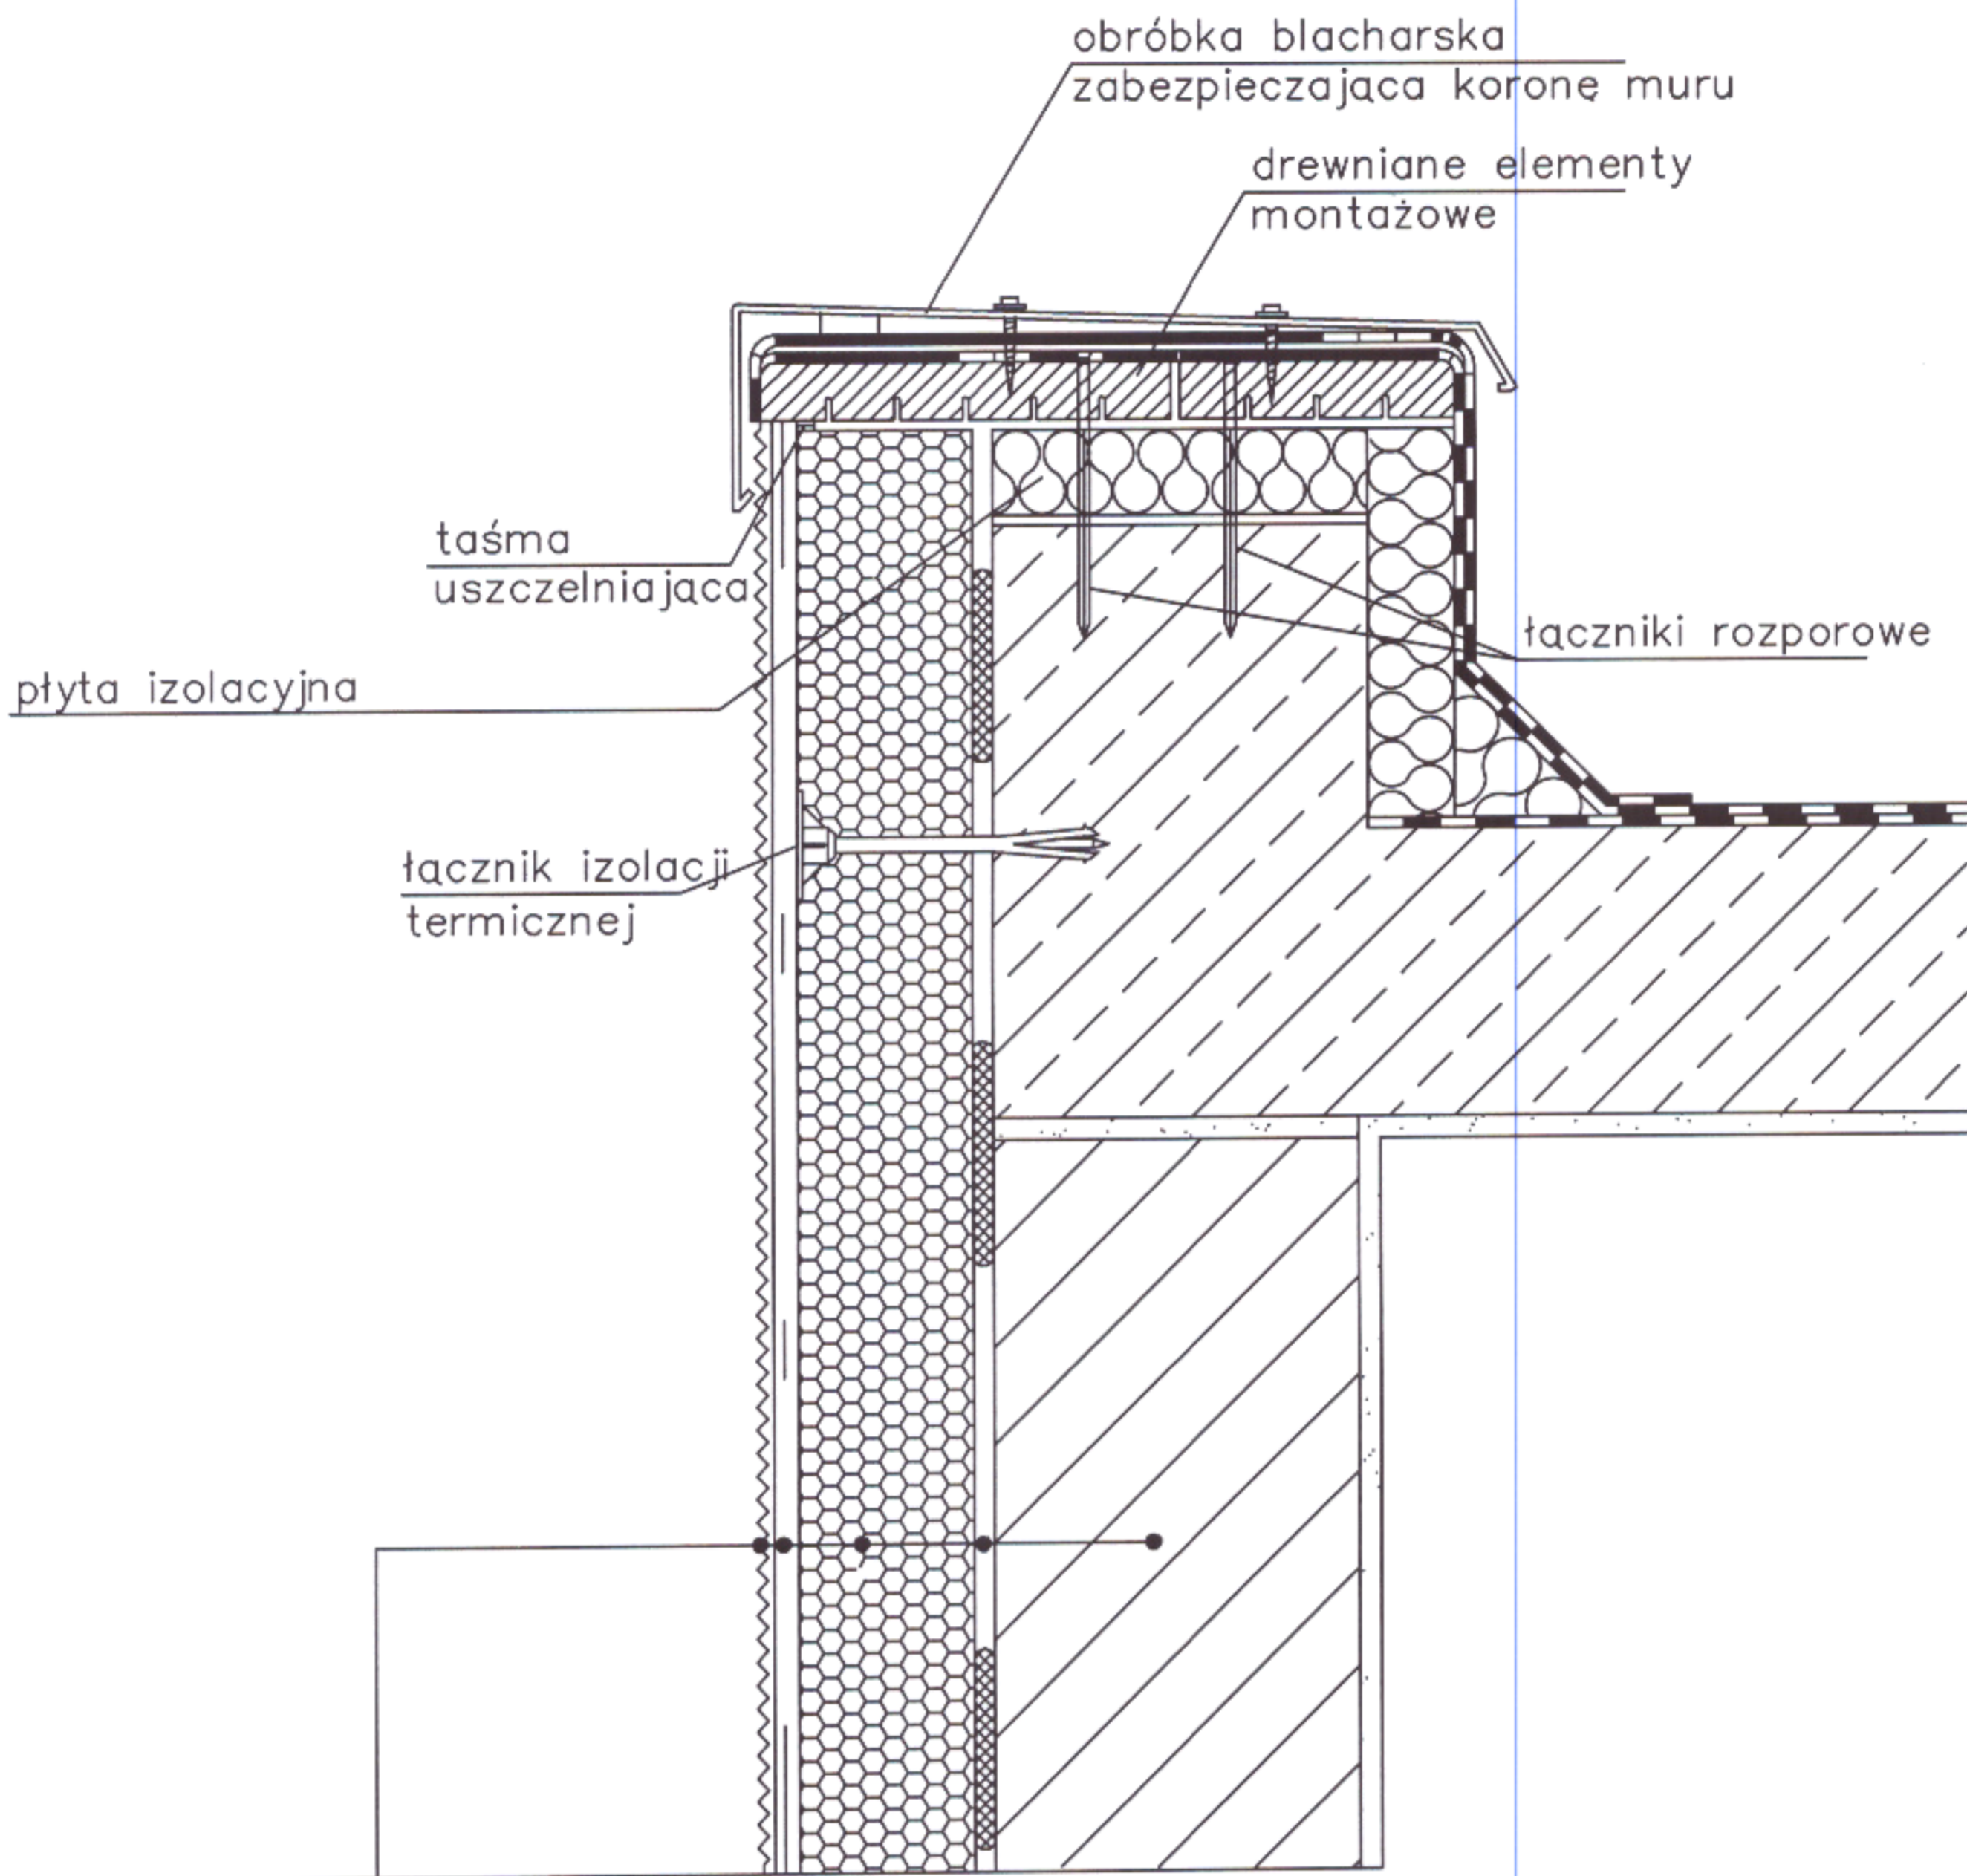 obróbka blacharska
zabezpieczająca koronę muru
drewniane elementy
montażowe
taśma
uszczelniająca
łączniki rozporowe
płyta izolacyjna
łącznik izolacji
termicznej